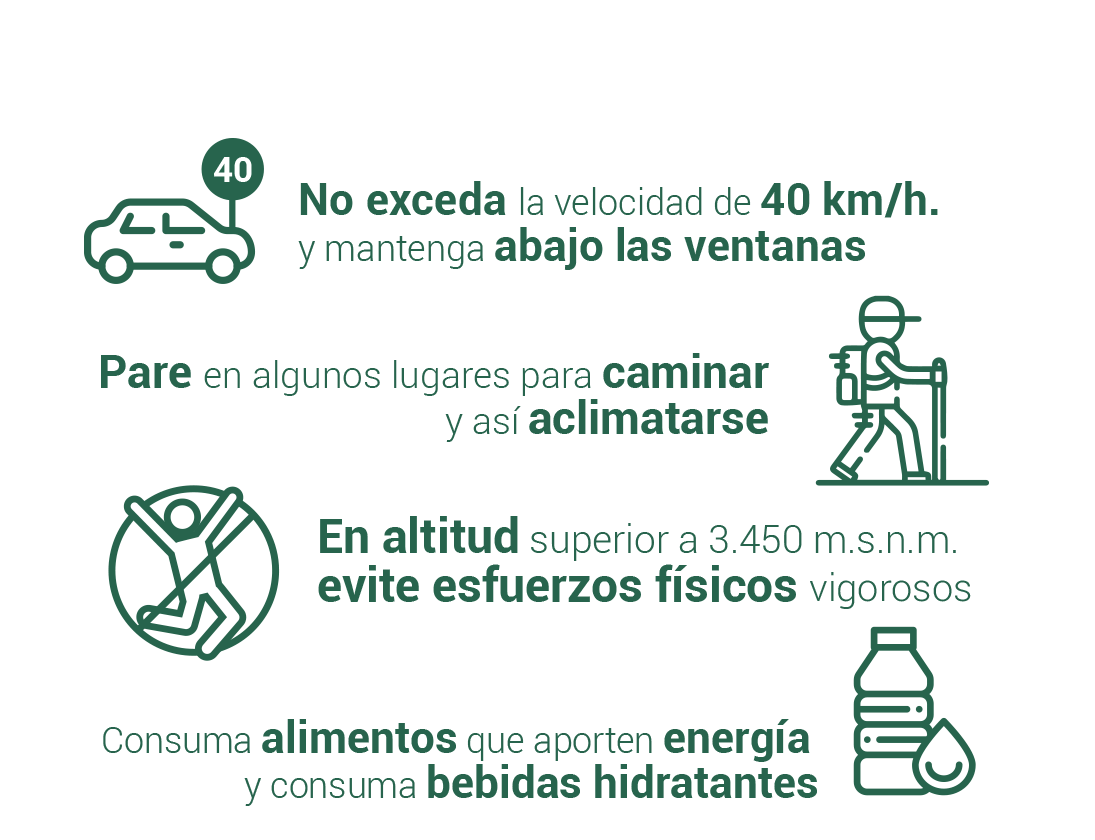 40
No exceda la velocidad de 40 km/h.
y mantenga abajo las ventanas
Pare en algunos lugares para caminar
y así aclimatarse
En altitud superior a 3.450 m.s.n.m.
evite esfuerzos físicos vigorosos
Consuma alimentos que aporten energía
y consuma bebidas hidratantes